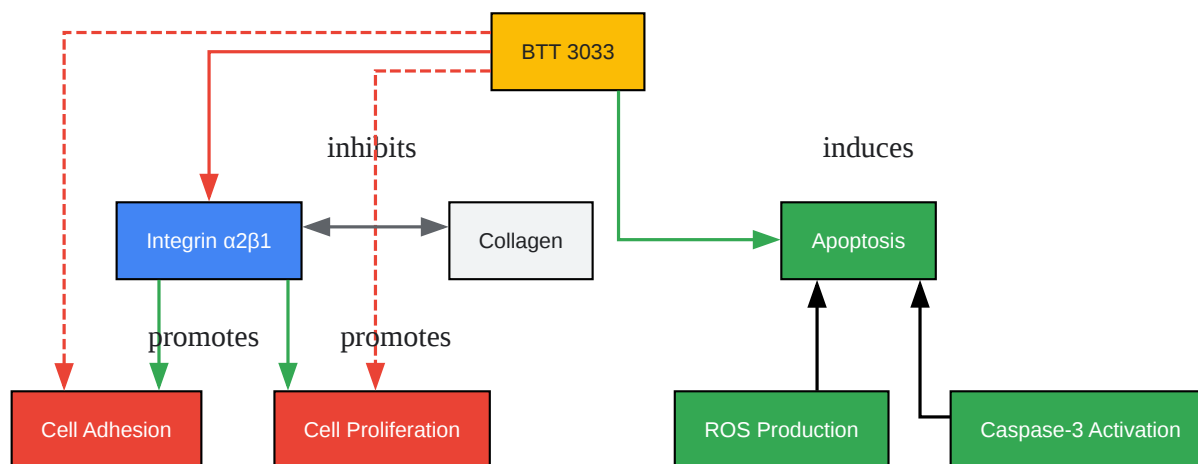 BTT 3033
inhibits
induces
Integrin α2β1
Collagen
Apoptosis
promotes
promotes
Cell Adhesion
Cell Proliferation
ROS Production
Caspase-3 Activation